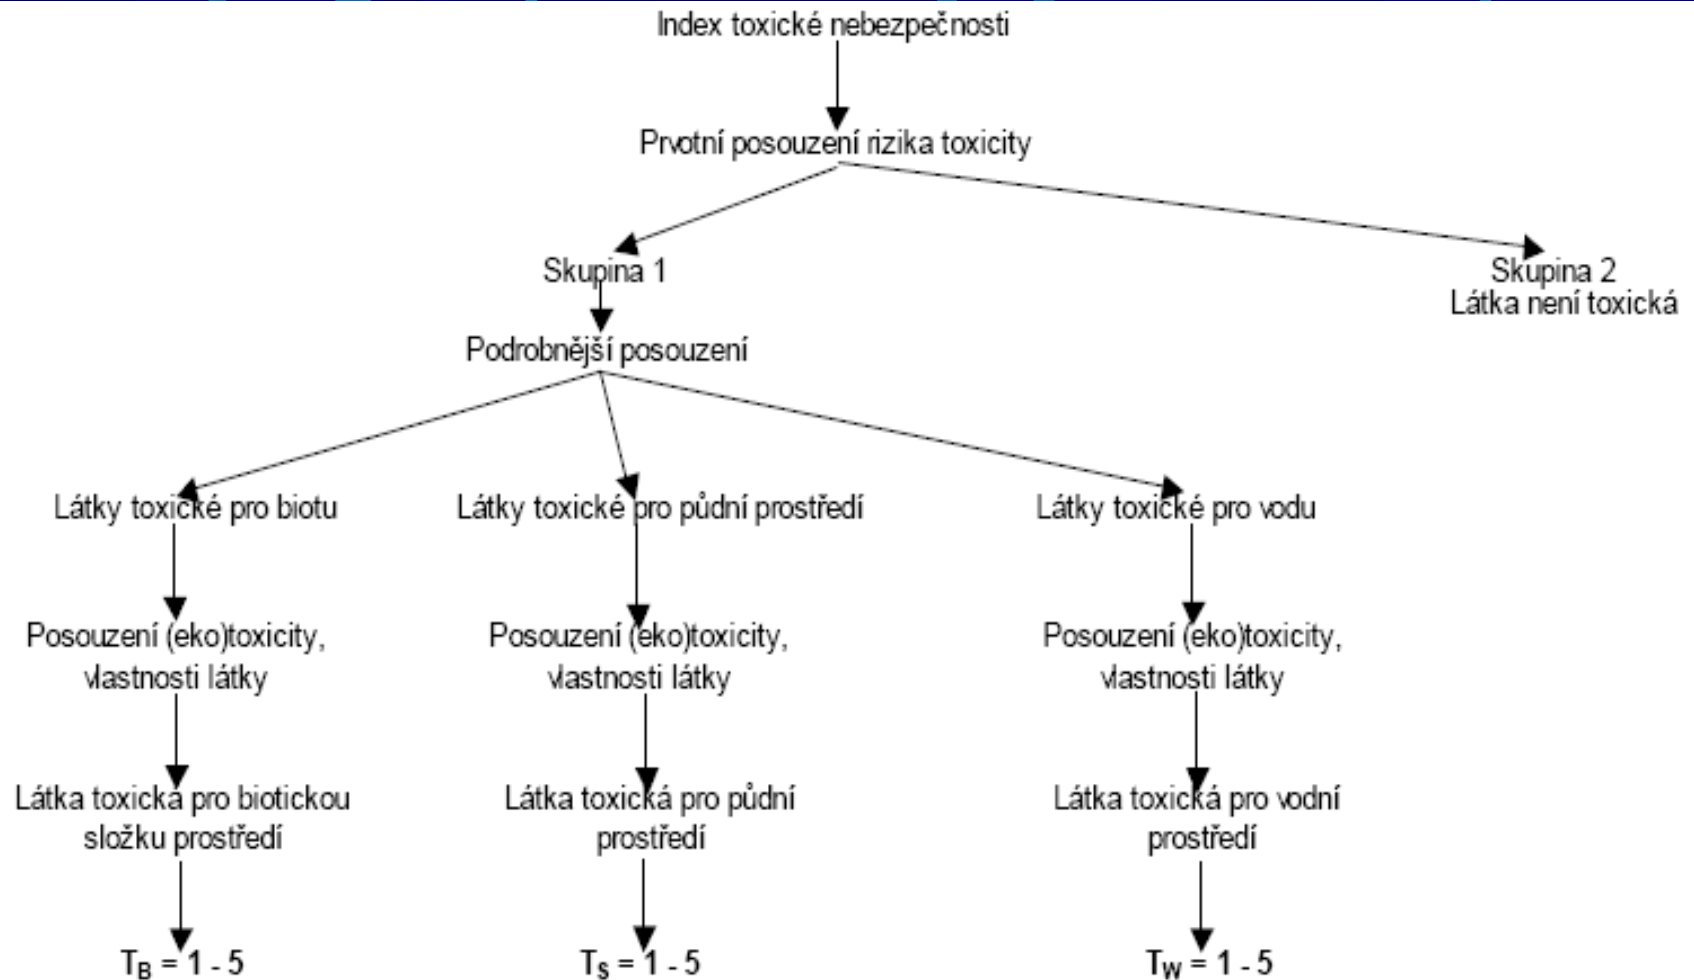 Index toxické nebezpečnosti
Prvotní posouzení rizika toxicity
Skupina 1
Skupina 2
Látka není toxická
Podrobnější posouzení
Látky toxické pro biotu
Látky toxické pro půdní prostředí
Látky toxické pro vodu
Posouzení (eko)toxicity,
vlastnosti látky
Posouzení (eko)toxicity,
vlastnosti látky
Posouzení (eko)toxicity,
vlastnosti látky
Látka toxická pro biotickou
složku prostředí
Látka toxická pro půdní
prostředí
Látka toxická pro vodní
prostředí
T_B = 1 - 5
T_S = 1 - 5
T_W = 1 - 5